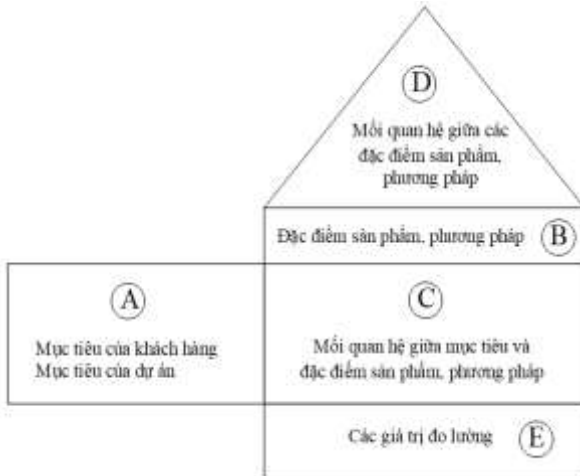 D
Mối quan hệ giữa các
đặc điểm sản phẩm,
phương pháp
Đặc điểm sản phẩm, phương pháp B
A
Mục tiêu của khách hàng
Mục tiêu của dự án
C
Mối quan hệ giữa mục tiêu và
đặc điểm sản phẩm, phương pháp
Các giá trị đo lường E